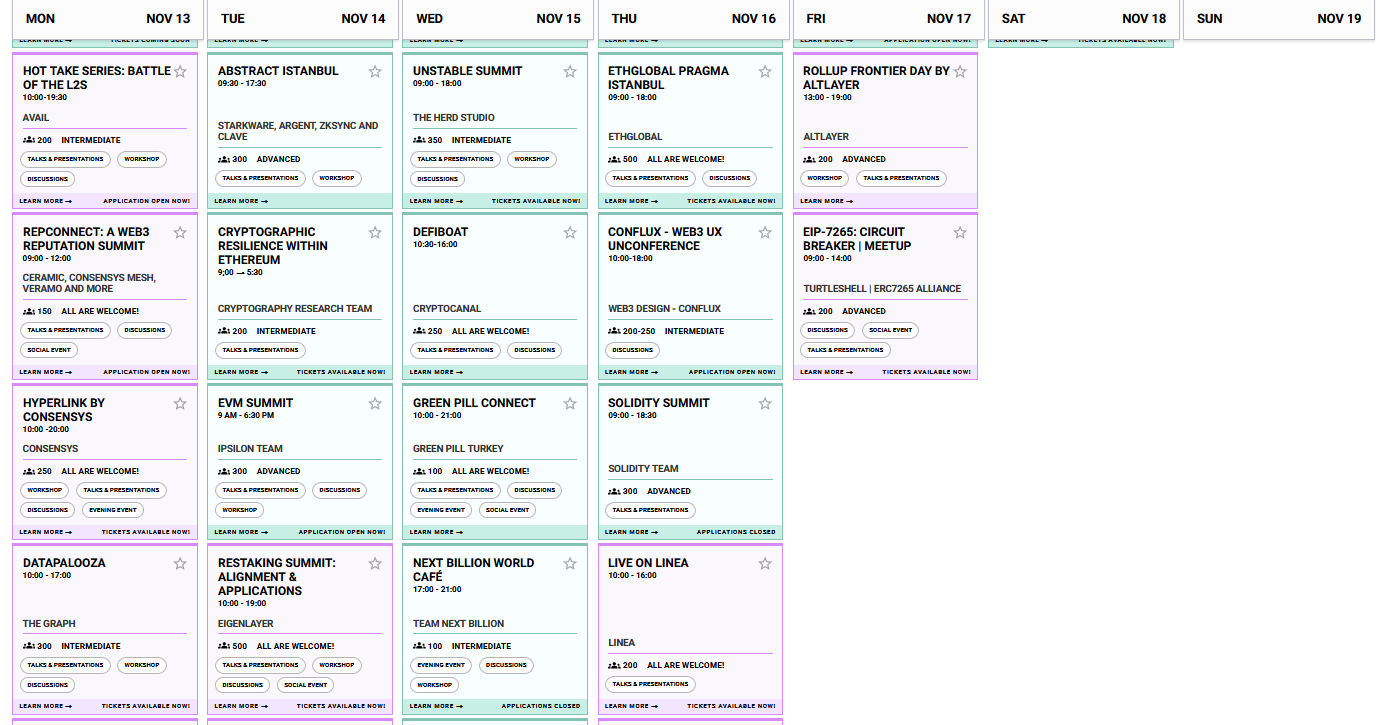 MON NOV 13
TUE NOV 14
WED NOV 15
THU NOV 16
FRI NOV 17
SAT NOV 18
SUN NOV 19
LEARN MORE → TICKETS COMING SOON
LEARN MORE →
LEARN MORE →
LEARN MORE →
LEARN MORE → APPLICATION OPEN NOW!
LEARN MORE → TICKETS AVAILABLE NOW!
HOT TAKE SERIES: BATTLE
OF THE L2S
10:00-19:30
AVAIL
200 INTERMEDIATE
TALKS & PRESENTATIONS WORKSHOP
DISCUSSIONS
LEARN MORE → APPLICATION OPEN NOW!
ABSTRACT ISTANBUL
09:30 - 17:30
STARKWARE, ARGENT, ZKSYNC AND
CLAVE
300 ADVANCED
TALKS & PRESENTATIONS WORKSHOP
LEARN MORE →
UNSTABLE SUMMIT
09:00 - 18:00
THE HERD STUDIO
350 INTERMEDIATE
TALKS & PRESENTATIONS WORKSHOP
DISCUSSIONS
LEARN MORE → TICKETS AVAILABLE NOW!
ETHGLOBAL PRAGMA
ISTANBUL
09:00 - 18:00
ETHGLOBAL
500 ALL ARE WELCOME!
TALKS & PRESENTATIONS DISCUSSIONS
LEARN MORE → TICKETS AVAILABLE NOW!
ROLLUP FRONTIER DAY BY
ALTLAYER
13:00 - 19:00
ALTLAYER
200 ADVANCED
WORKSHOP TALKS & PRESENTATIONS
LEARN MORE →
REPCONNECT: A WEB3
REPUTATION SUMMIT
09:00 - 12:00
CERAMIC, CONSENSYS MESH,
VERAMO AND MORE
150 ALL ARE WELCOME!
TALKS & PRESENTATIONS DISCUSSIONS
SOCIAL EVENT
LEARN MORE → APPLICATION OPEN NOW!
CRYPTOGRAPHIC
RESILIENCE WITHIN
ETHEREUM
9;00 → 5:30
CRYPTOGRAPHY RESEARCH TEAM
200 INTERMEDIATE
TALKS & PRESENTATIONS
LEARN MORE → TICKETS AVAILABLE NOW!
DEFIBOAT
10:30-16:00
CRYPTOCANAL
250 ALL ARE WELCOME!
TALKS & PRESENTATIONS DISCUSSIONS
LEARN MORE →
CONFLUX - WEB3 UX
UNCONFERENCE
10:00-18:00
WEB3 DESIGN - CONFLUX
200-250 INTERMEDIATE
DISCUSSIONS
LEARN MORE → APPLICATION OPEN NOW!
EIP-7265: CIRCUIT
BREAKER | MEETUP
09:00 - 14:00
TURTLESHELL | ERC7265 ALLIANCE
200 ADVANCED
DISCUSSIONS SOCIAL EVENT
TALKS & PRESENTATIONS
LEARN MORE → TICKETS AVAILABLE NOW!
HYPERLINK BY
CONSENSYS
10:00 -20:00
CONSENSYS
250 ALL ARE WELCOME!
WORKSHOP TALKS & PRESENTATIONS
DISCUSSIONS EVENING EVENT
LEARN MORE → TICKETS AVAILABLE NOW!
EVM SUMMIT
9 AM - 6:30 PM
IPSILON TEAM
300 ADVANCED
TALKS & PRESENTATIONS DISCUSSIONS
WORKSHOP
LEARN MORE → APPLICATION OPEN NOW!
GREEN PILL CONNECT
10:00 - 21:00
GREEN PILL TURKEY
100 ALL ARE WELCOME!
TALKS & PRESENTATIONS DISCUSSIONS
EVENING EVENT SOCIAL EVENT
LEARN MORE →
SOLIDITY SUMMIT
09:00 - 18:30
SOLIDITY TEAM
300 ADVANCED
TALKS & PRESENTATIONS
LEARN MORE → APPLICATIONS CLOSED
DATAPALOOZA
10:00 - 17:00
THE GRAPH
300 INTERMEDIATE
TALKS & PRESENTATIONS WORKSHOP
DISCUSSIONS
LEARN MORE → TICKETS AVAILABLE NOW!
RESTAKING SUMMIT:
ALIGNMENT &
APPLICATIONS
10:00 - 19:00
EIGENLAYER
500 ALL ARE WELCOME!
TALKS & PRESENTATIONS WORKSHOP
DISCUSSIONS SOCIAL EVENT
LEARN MORE → TICKETS AVAILABLE NOW!
NEXT BILLION WORLD
CAFÉ
17:00 - 21:00
TEAM NEXT BILLION
100 INTERMEDIATE
EVENING EVENT DISCUSSIONS
WORKSHOP
LEARN MORE → APPLICATIONS CLOSED
LIVE ON LINEA
10:00 - 16:00
LINEA
200 ALL ARE WELCOME!
TALKS & PRESENTATIONS
LEARN MORE → TICKETS AVAILABLE NOW!